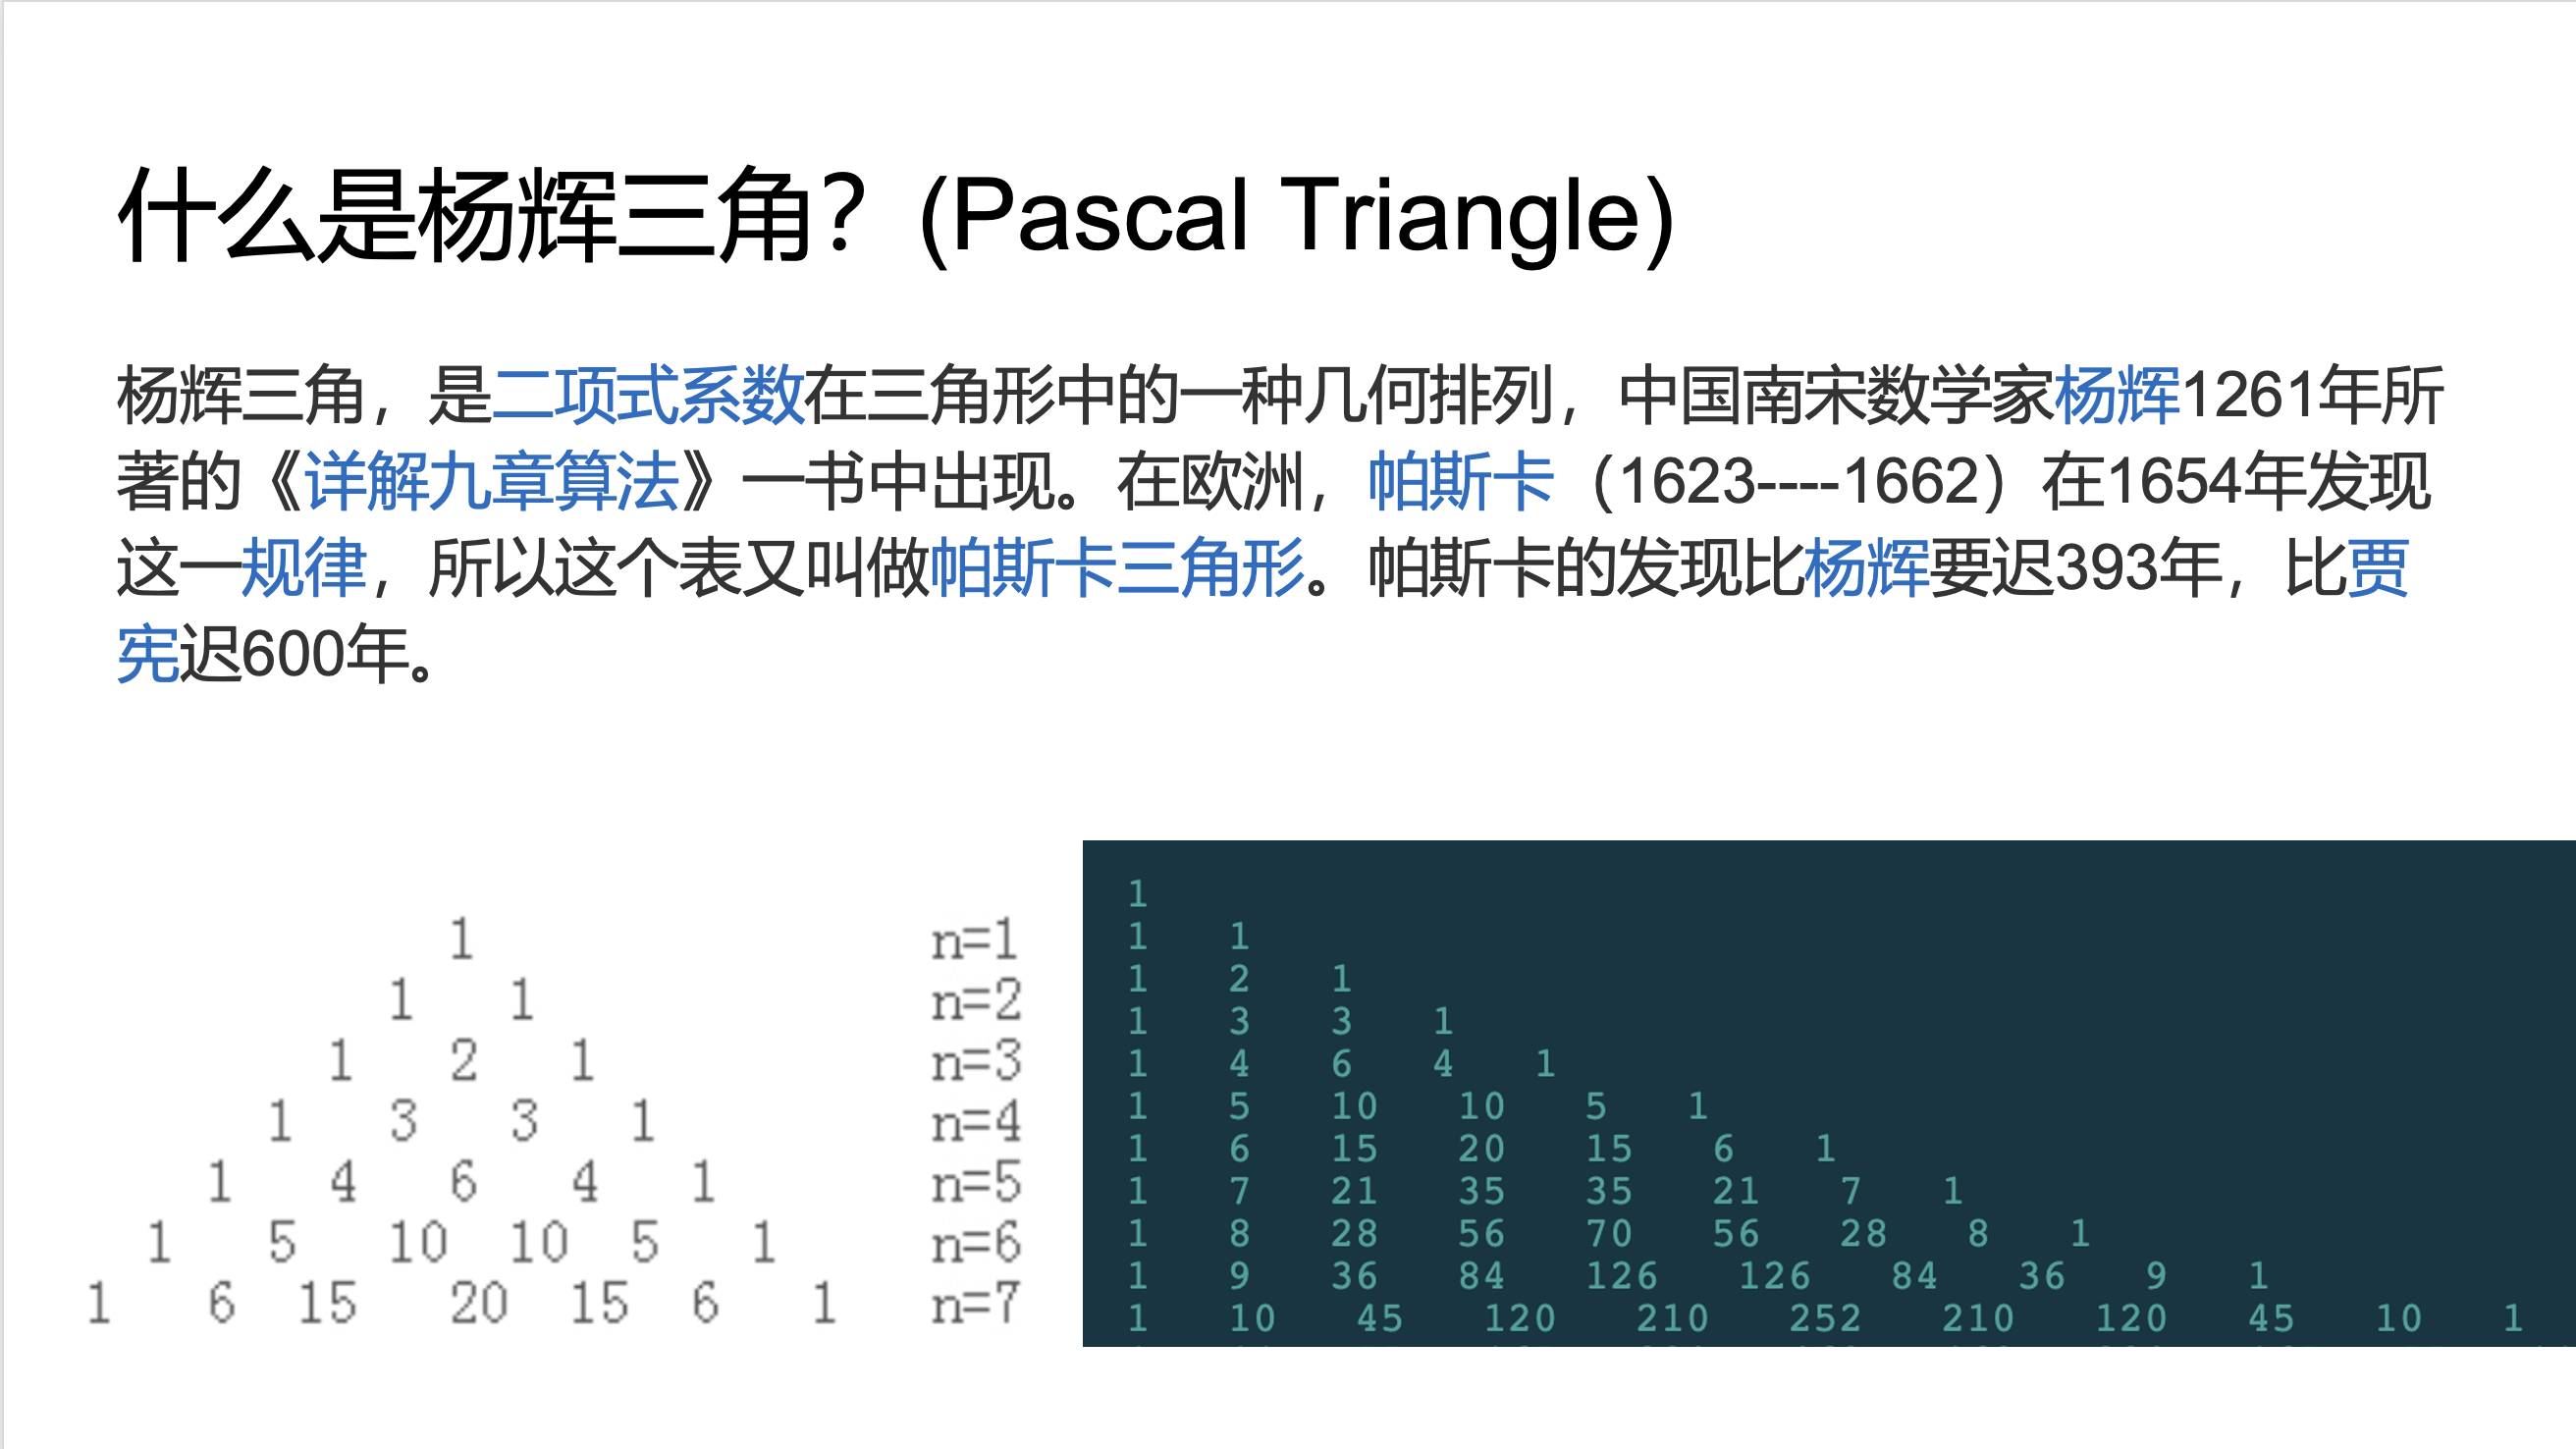 什么是杨辉三角？(Pascal Triangle)
杨辉三角，是二项式系数在三角形中的一种几何排列，中国南宋数学家杨辉1261年所
著的《详解九章算法》一书中出现。在欧洲，帕斯卡（1623----1662）在1654年发现
这一规律，所以这个表又叫做帕斯卡三角形。帕斯卡的发现比杨辉要迟393年，比贾
宪迟600年。
1 n=1
1 1 n=2
1 2 1 n=3
1 3 3 1 n=4
1 4 6 4 1 n=5
1 5 10 10 5 1 n=6
1 6 15 20 15 6 1 n=7
1
1 1
1 2 1
1 3 3 1
1 4 6 4 1
1 5 10 10 5 1
1 6 15 20 15 6 1
1 7 21 35 35 21 7 1
1 8 28 56 70 56 28 8 1
1 9 36 84 126 126 84 36 9 1
1 10 45 120 210 252 210 120 45 10 1